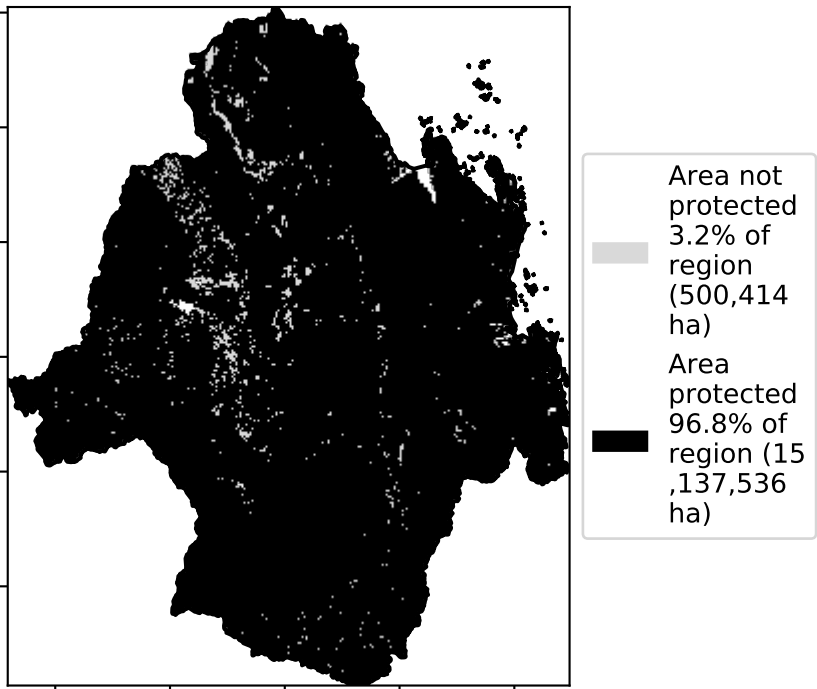 Area not
protected
3.2% of
region
(500,414
ha)
Area
protected
96.8% of
region (15
,137,536
ha)